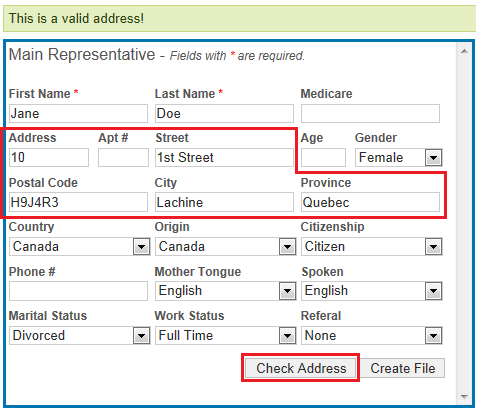 This is a valid address!
Main Representative - Fields with * are required.
First Name * Last Name * Medicare
Jane Doe
Address Apt # Street Age Gender
10 1st Street Female
Postal Code City Province
H9J4R3 Lachine Quebec
Country Origin Citizenship
Canada Canada Citizen
Phone # Mother Tongue Spoken
English English
Marital Status Work Status Referal
Divorced Full Time None
Check Address Create File